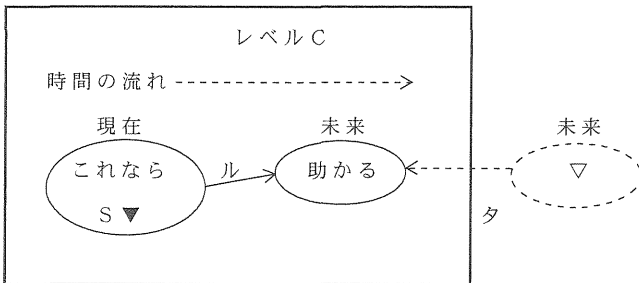 レベルC
時間の流れ
現在 未来 未来
これなら ル 助かる ▽
S▼ タ